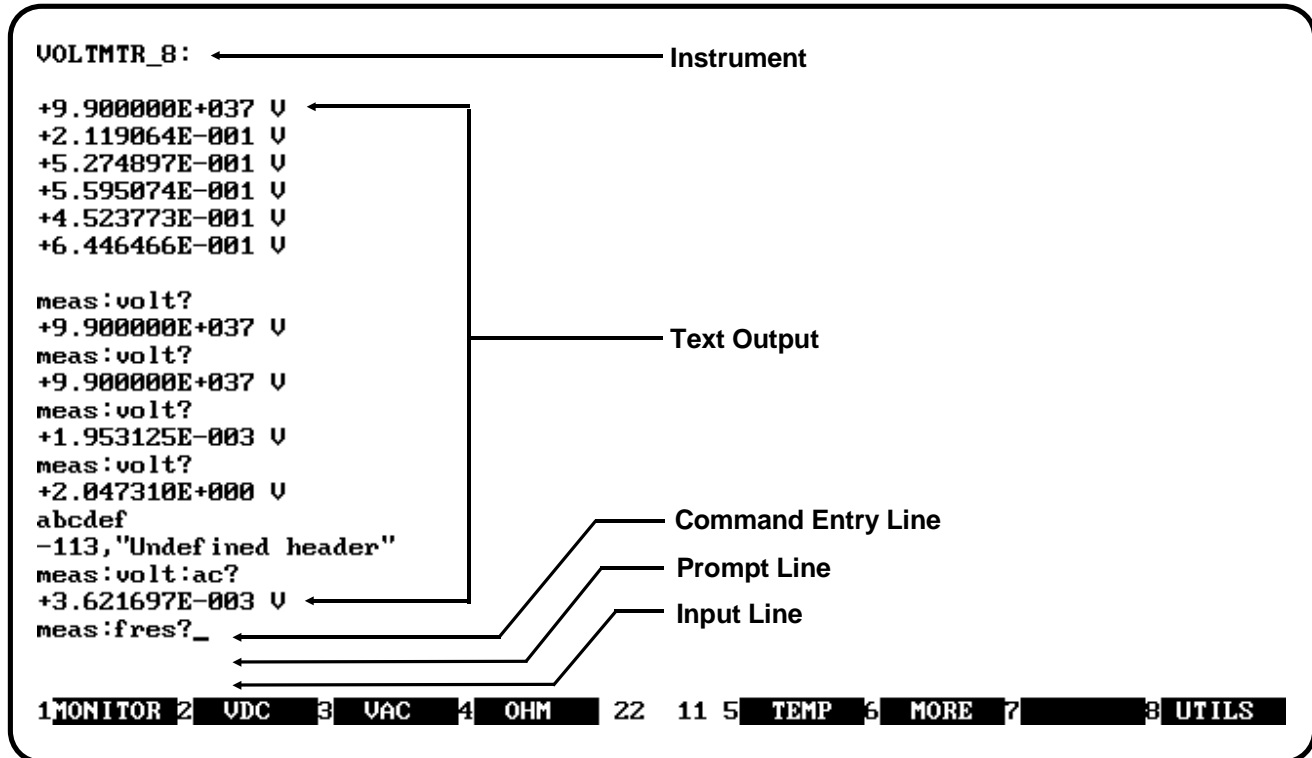 VOLTMTR_8:
Instrument
+9.900000E+037 V
+2.119064E-001 V
+5.274897E-001 V
+5.595074E-001 V
+4.523773E-001 V
+6.446466E-001 V
meas:volt?
+9.900000E+037 V
meas:volt?
Text Output
+9.900000E+037 V
meas:volt?
+1.953125E-003 V
meas:volt?
+2.047310E+000 V
abcdef
Command Entry Line
-113,"Undefined header"
meas:volt:ac?
Prompt Line
+3.621697E-003 V
Input Line
meas:fres?_
1 MONITOR 2 VDC 3 VAC 4 OHM 22 11 5 TEMP 6 MORE 7 8 UTILS